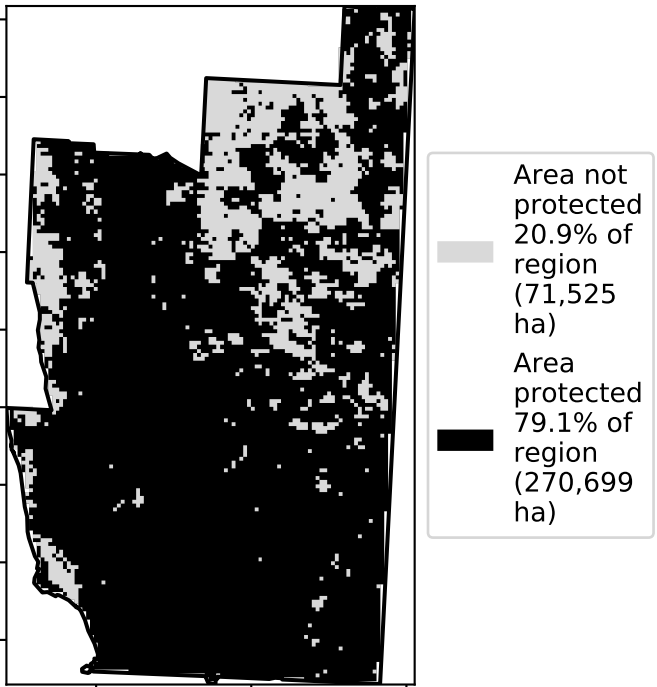 Area not
protected
20.9% of
region
(71,525
ha)
Area
protected
79.1% of
region
(270,699
ha)